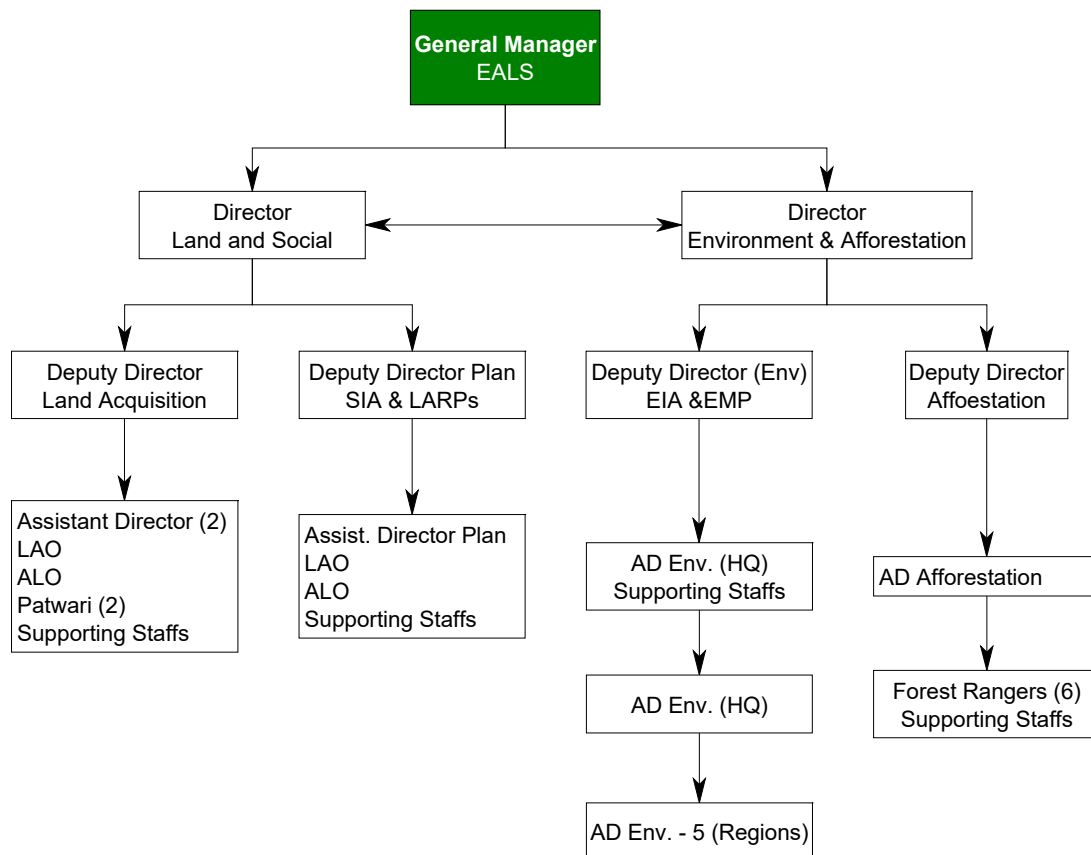 General Manager
EALS
Director
Land and Social
Director
Environment & Afforestation
Deputy Director
Land Acquisition
Deputy Director Plan
SIA & LARPs
Deputy Director (Env)
EIA &EMP
Deputy Director
Affoestation
Assistant Director (2)
LAO
ALO
Patwari (2)
Supporting Staffs
Assist. Director Plan
LAO
ALO
Supporting Staffs
AD Env. (HQ)
Supporting Staffs
AD Afforestation
AD Env. (HQ)
Forest Rangers (6)
Supporting Staffs
AD Env. - 5 (Regions)